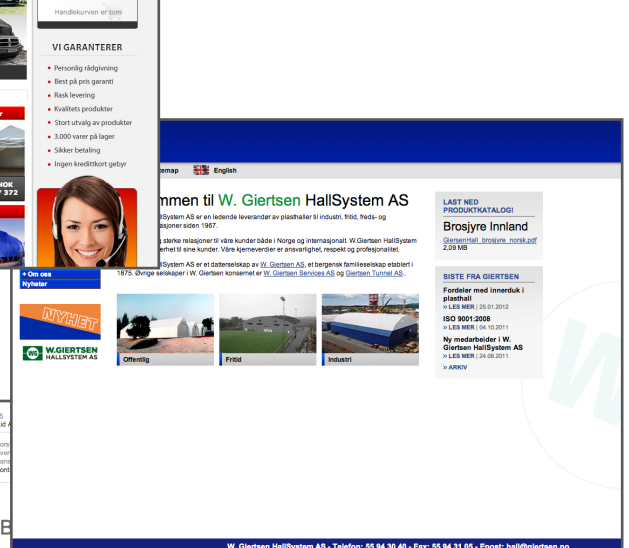 Handlekurven er tom
VI GARANTERER
Personlig rådgivning
Best på pris garanti
Rask levering
Kvalitets produkter
Stort utvalg av produkter
3.000 varer på lager
Sikker betaling
Ingen kredittkort gebyr
NOK
7 372
temap English
mmen til W. Giertsen HallSystem AS
llSystem AS er en ledende leverandør av plasthaller til industri, fritid, freds- og
asjoner siden 1967.
g sterke relasjoner til våre kunder både i Norge og internasjonalt. W.Giertsen HallSystem
erhet til sine kunder. Våre kjerneverdier er ansvarlighet, respekt og profesjonalitet.
llSystem AS er et datterselskap av W. Giertsen AS, et bergensk familieselskap etablert i
1875. Øvrige selskaper i W. Giertsen konsernet er W. Giertsen Services AS og Giertsen Tunnel AS..
+ Om oss
Nyheter
NYHET
WG W.GIERTSEN
HALLSYSTEM AS
Offentlig
Fritid
Industri
LAST NED
PRODUKTKATALOG!
Brosjyre Innland
GiersenHall_brosjyre_norsk.pdf
2,09 MB
SISTE FRA GIERTSEN
Fordeler med innerduk i
plasthall
» LES MER | 25.01.2012
ISO 9001:2008
» LES MER | 04.10.2011
Ny medarbeider i W.
Giertsen HallSystem AS
» LES MER | 24.08.2011
» ARKIV
W. Giertsen HallSystem AS - Telefon: 55 94 30 40 - Fax: 55 94 31 05 - Epost: hall@giertsen.no